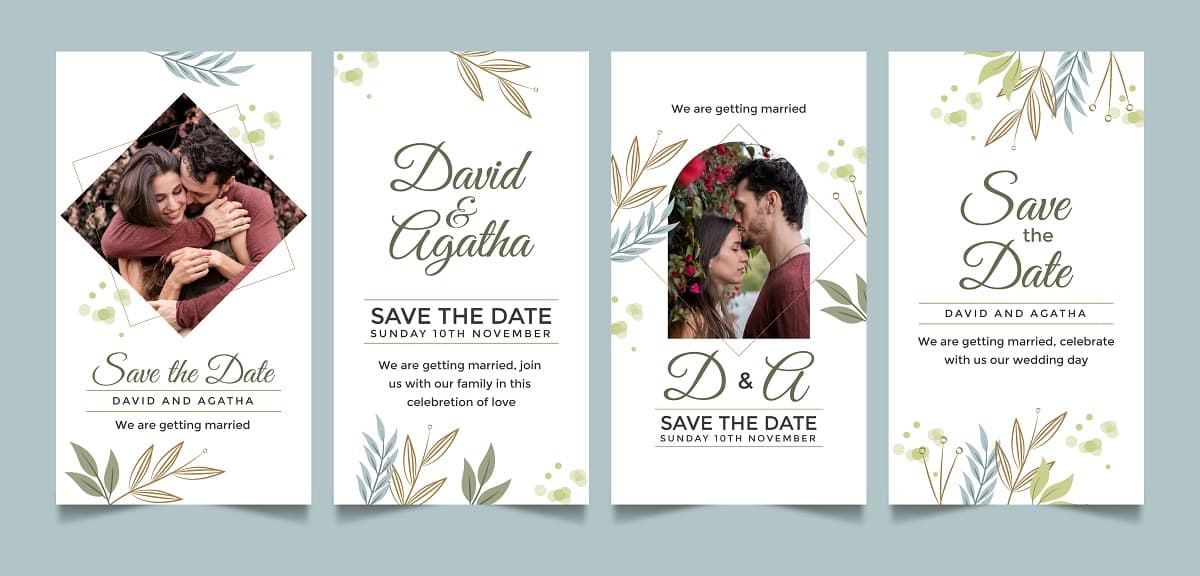 Save the Date
DAVID AND AGATHA
We are getting married
David
&
Agatha
SAVE THE DATE
SUNDAY 10TH NOVEMBER
We are getting married, join
us with our family in this
celebretion of love
We are getting married
D & A
SAVE THE DATE
SUNDAY 10TH NOVEMBER
Save
the
Date
DAVID AND AGATHA
We are getting married, celebrate
with us our wedding day